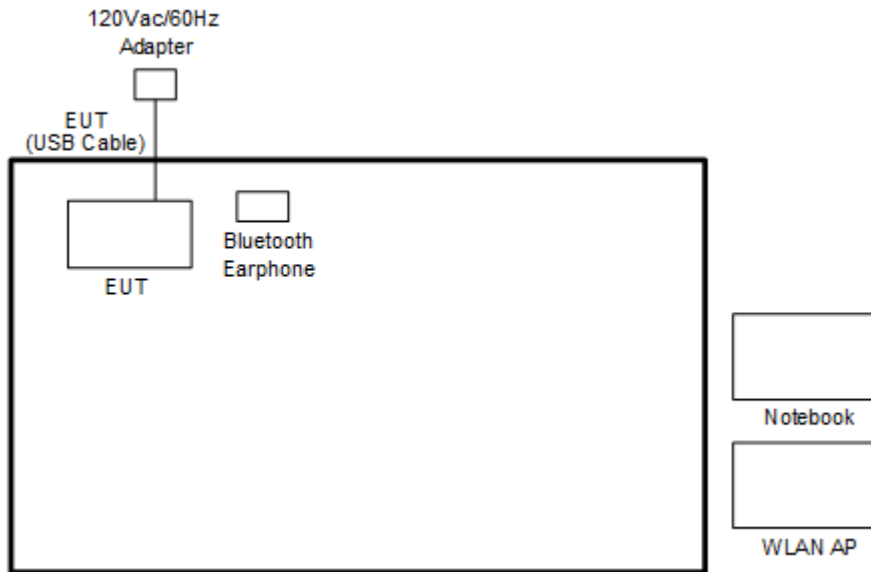 120Vac/60Hz
Adapter
EUT
(USB Cable)
EUT
Bluetooth
Earphone
Notebook
WLAN AP